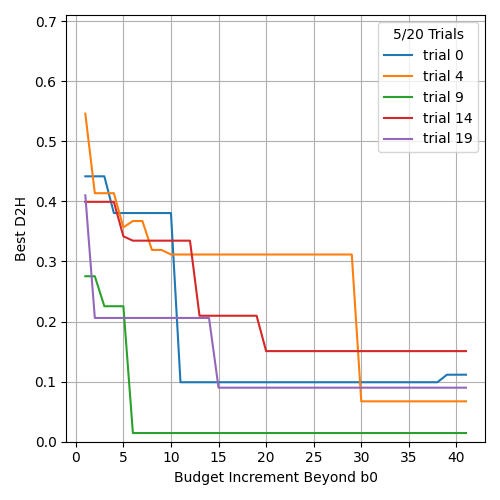 5/20 Trials
trial 0
trial 4
trial 9
trial 14
trial 19
0.7
0.6
0.5
0.4
0.3
0.2
0.1
0.0
Best D2H
0 5 10 15 20 25 30 35 40
Budget Increment Beyond b0